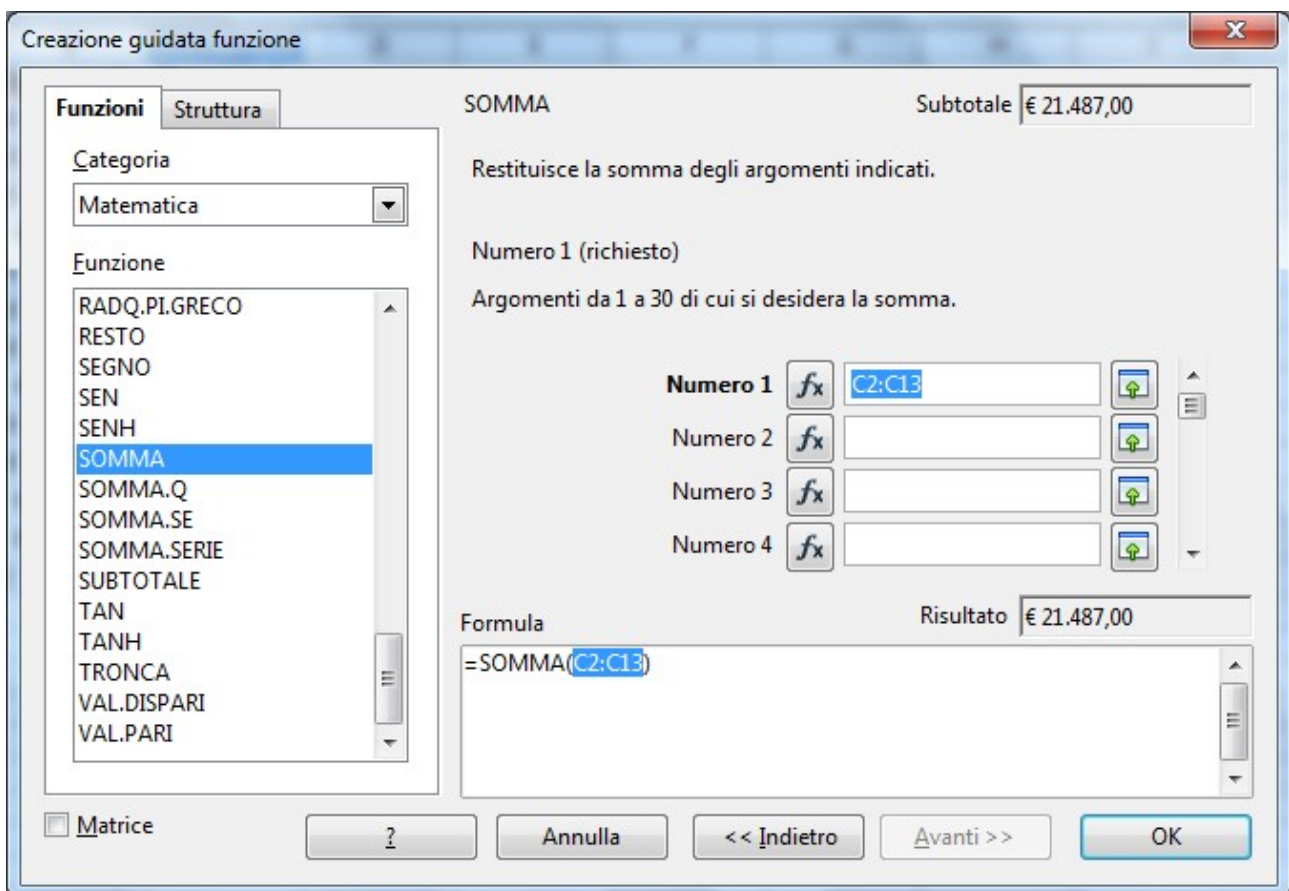 Creazione guidata funzione
Funzioni
Struttura
Categoria
Matematica
Funzione
RADQ.PI.GRECO
RESTO
SEGNO
SEN
SENH
SOMMA
SOMMA.Q
SOMMA.SE
SOMMA.SERIE
SUBTOTALE
TAN
TANH
TRONCA
VAL.DISPARI
VAL.PARI
SOMMA
Subtotale € 21.487,00
Restituisce la somma degli argomenti indicati.
Numero 1 (richiesto)
Argomenti da 1 a 30 di cui si desidera la somma.
Numero 1 fx C2:C13
Numero 2 fx
Numero 3 fx
Numero 4 fx
Formula
Risultato € 21.487,00
=SOMMA(C2:C13)
Matrice
?
Annulla
<< Indietro
Avanti >>
OK